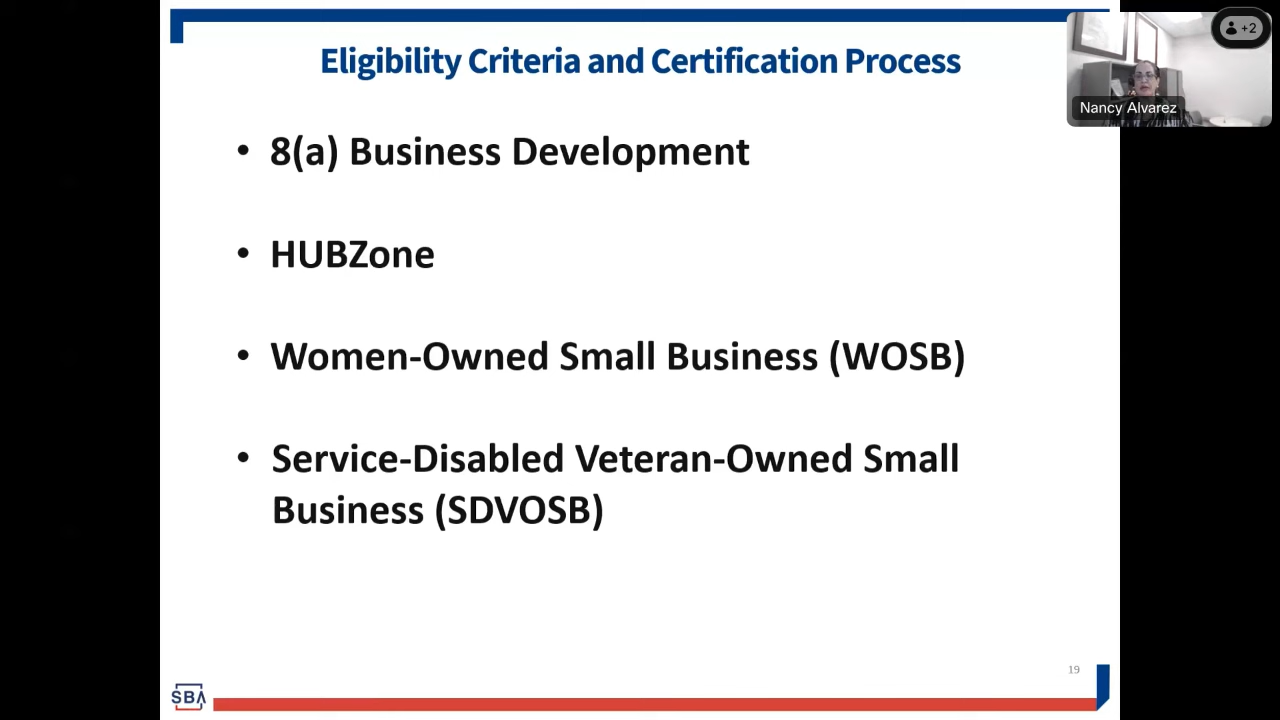 Eligibility Criteria and Certification Process
+2
Nancy Alvarez
• 8(a) Business Development
• HUBZone
• Women-Owned Small Business (WOSB)
• Service-Disabled Veteran-Owned Small
Business (SDVOSB)
19
SBA